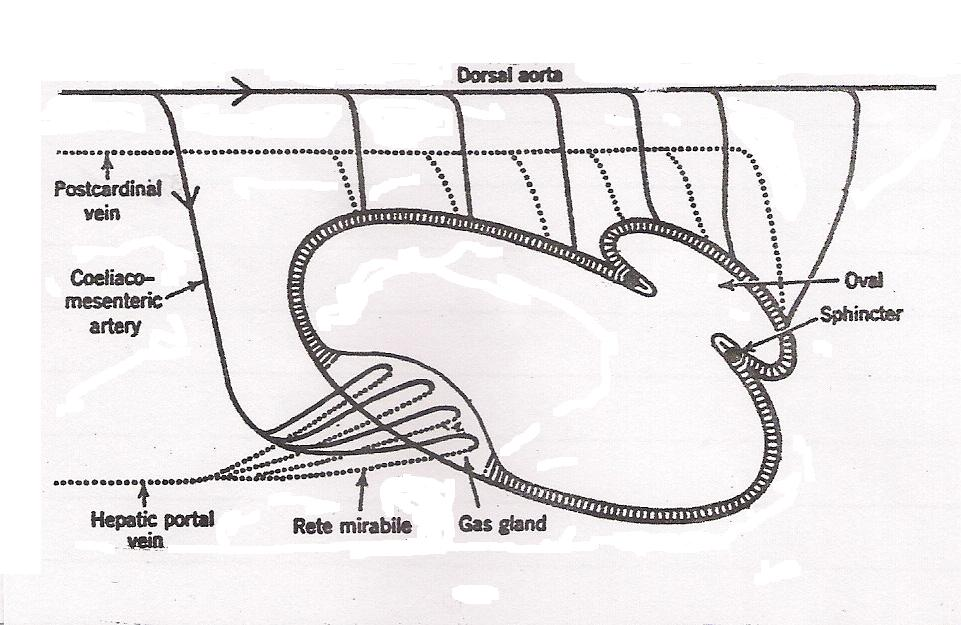 Dorsal aorta
Postcardinal
vein
Coeliaco-
mesenteric
artery
Oval
Sphincter
Hepatic portal
vein
Rete mirabile
Gas gland